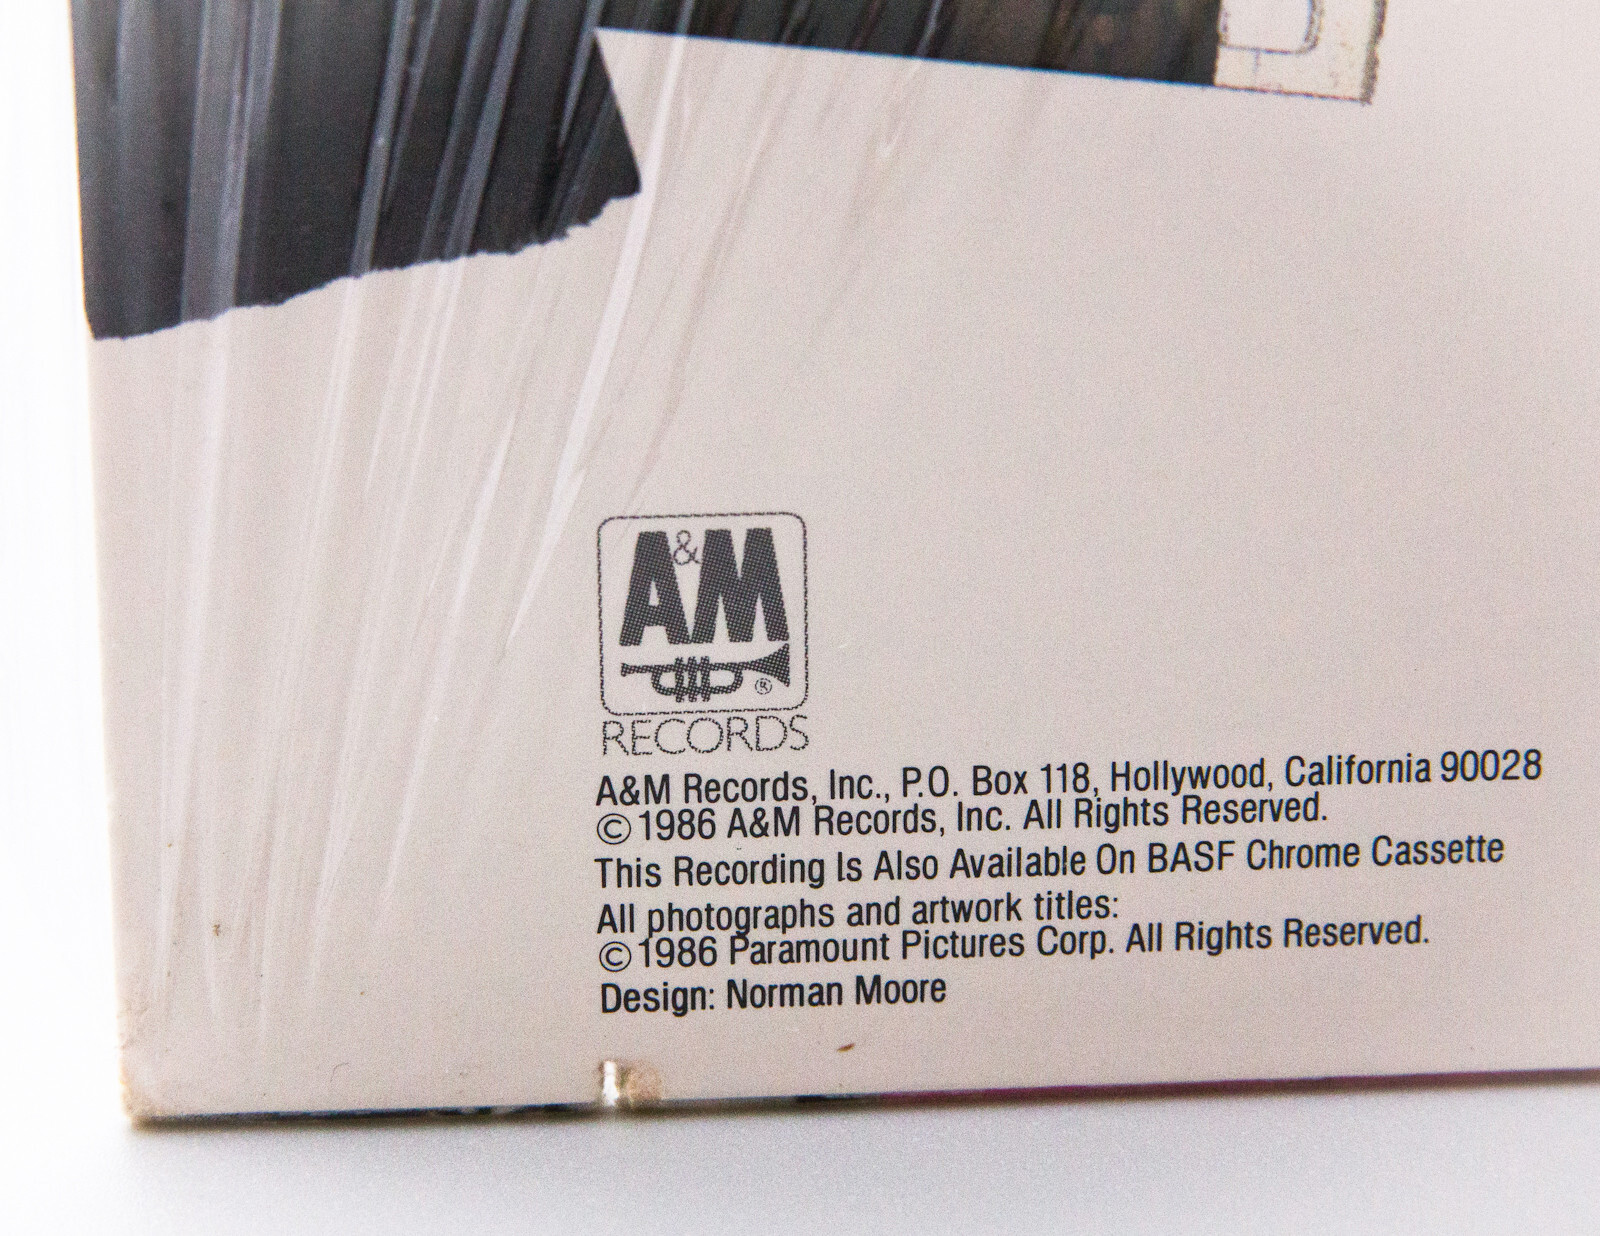 A&M
®
RECORDS
A&M Records, Inc., P.O. Box 118, Hollywood, California 90028
©1986 A&M Records, Inc. All Rights Reserved.
This Recording Is Also Available On BASF Chrome Cassette
All photographs and artwork titles:
©1986 Paramount Pictures Corp. All Rights Reserved.
Design: Norman Moore